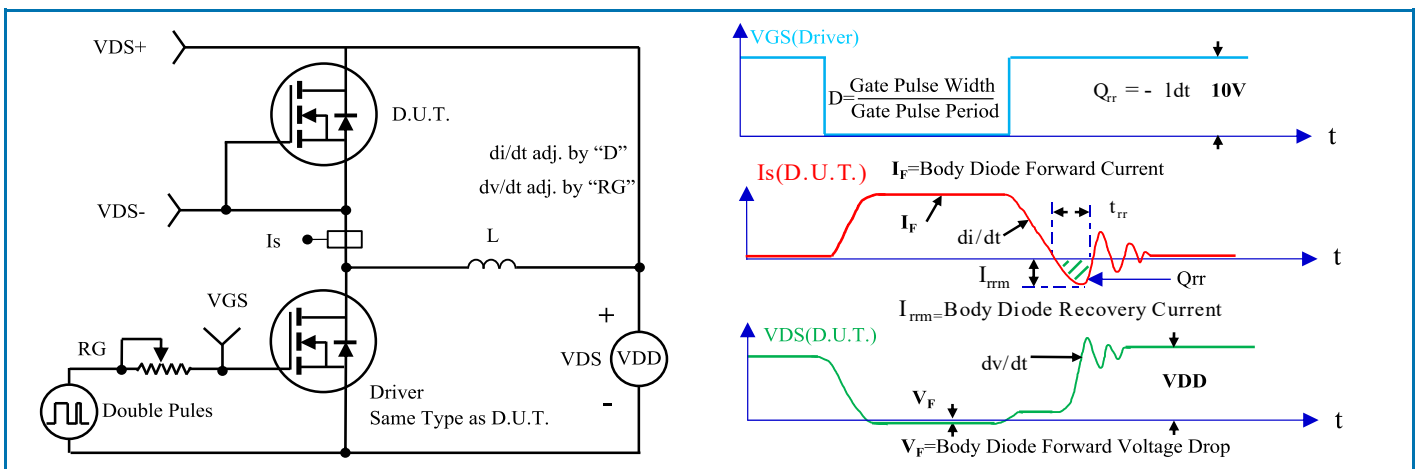 VDS+
D.U.T.
di/dt adj. by “D”
dv/dt adj. by “RG”
VDS-
Is
L
VGS
RG
+
VDS
VDD
-
Double Pules
Driver
Same Type as D.U.T.
VGS(Driver)
D=Gate Pulse Width
Gate Pulse Period
Qrr = - 1dt
10V
t
Is(D.U.T.)
IF=Body Diode Forward Current
trr
IF
di/dt
t
Irrm
Qrr
Irrm=Body Diode Recovery Current
VDS(D.U.T.)
dv/dt
VDD
VF
t
VF=Body Diode Forward Voltage Drop